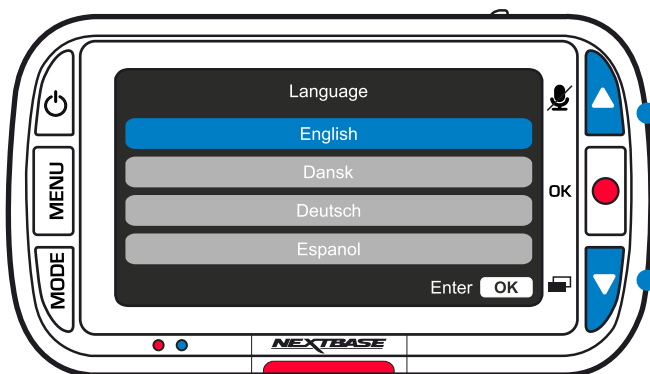 Language
English
MENU
Dansk
OK
Deutsch
Espanol
MODE
Enter OK
NEXTBASE